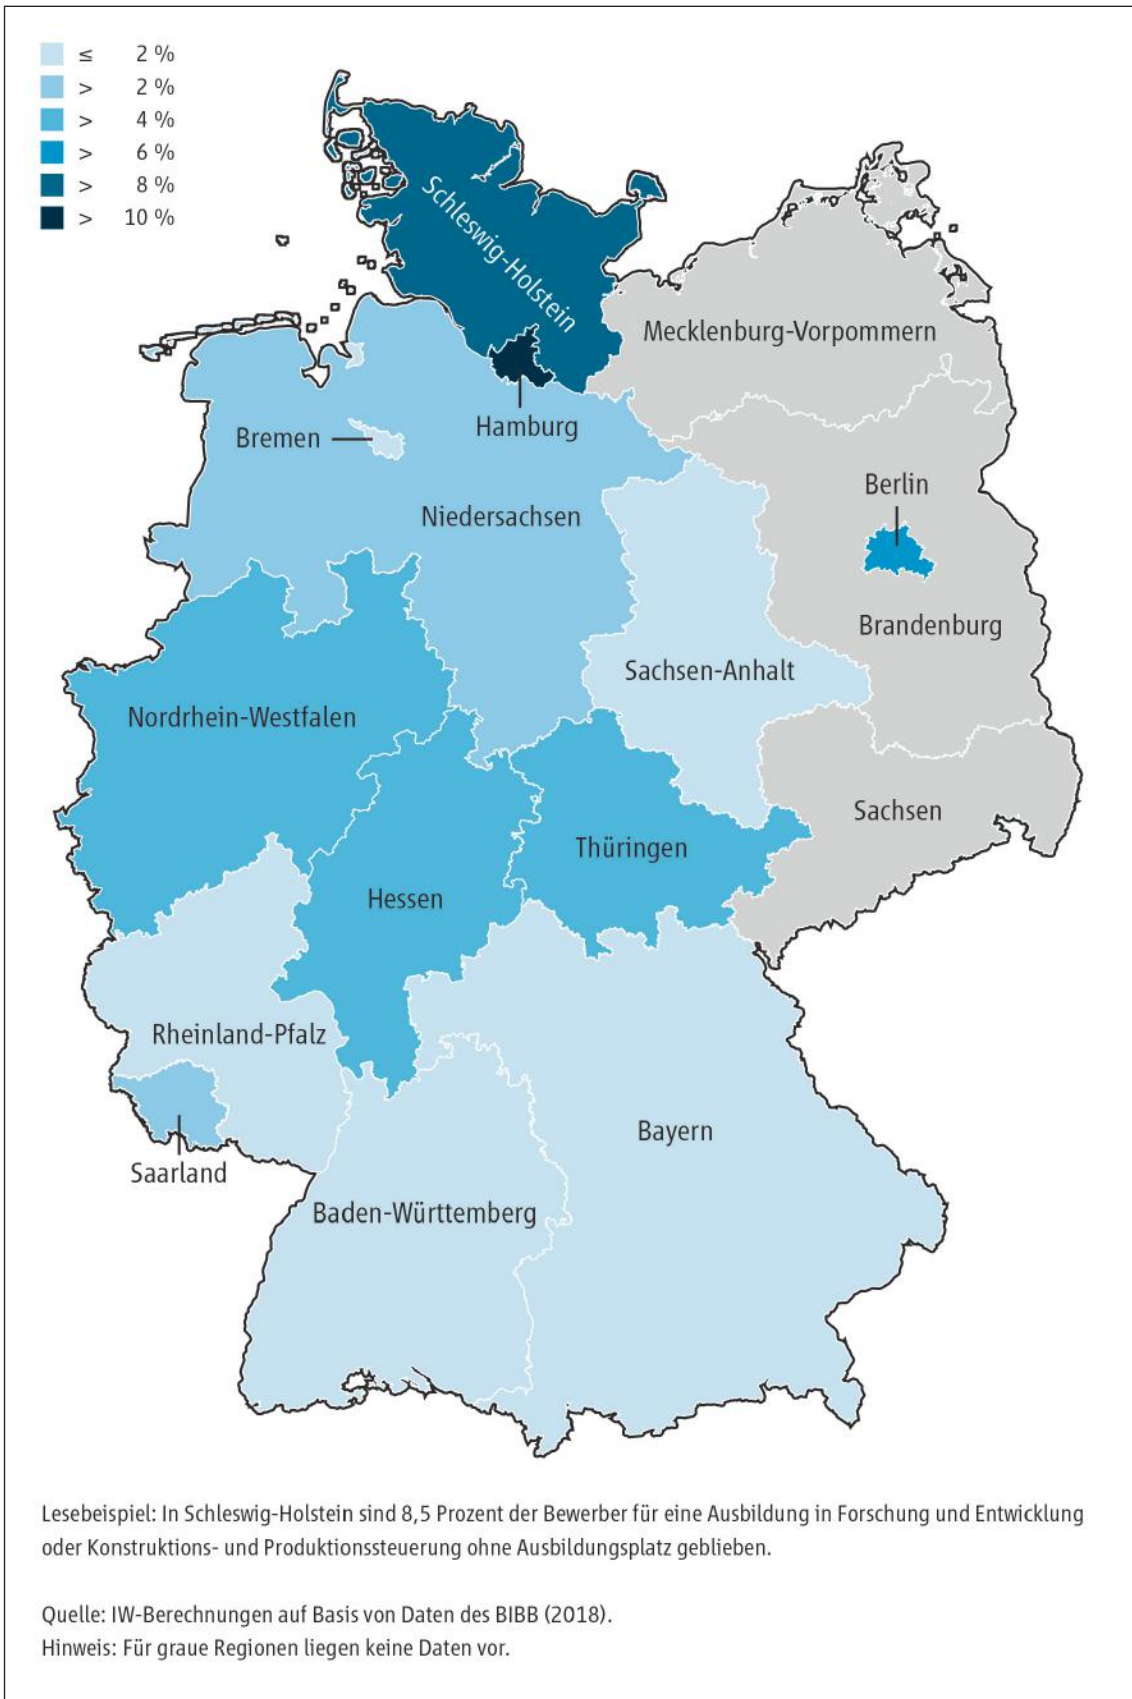 ≤ 2 %
> 2 %
> 4 %
> 6 %
> 8 %
> 10 %
Schleswig-Holstein
Mecklenburg-Vorpommern
Hamburg
Bremen
Berlin
Niedersachsen
Brandenburg
Sachsen-Anhalt
Nordrhein-Westfalen
Sachsen
Thüringen
Hessen
Rheinland-Pfalz
Bayern
Saarland
Baden-Württemberg
Lesebeispiel: In Schleswig-Holstein sind 8,5 Prozent der Bewerber für eine Ausbildung in Forschung und Entwicklung
oder Konstruktions- und Produktionssteuerung ohne Ausbildungsplatz geblieben.
Quelle: IW-Berechnungen auf Basis von Daten des BIBB (2018).
Hinweis: Für graue Regionen liegen keine Daten vor.